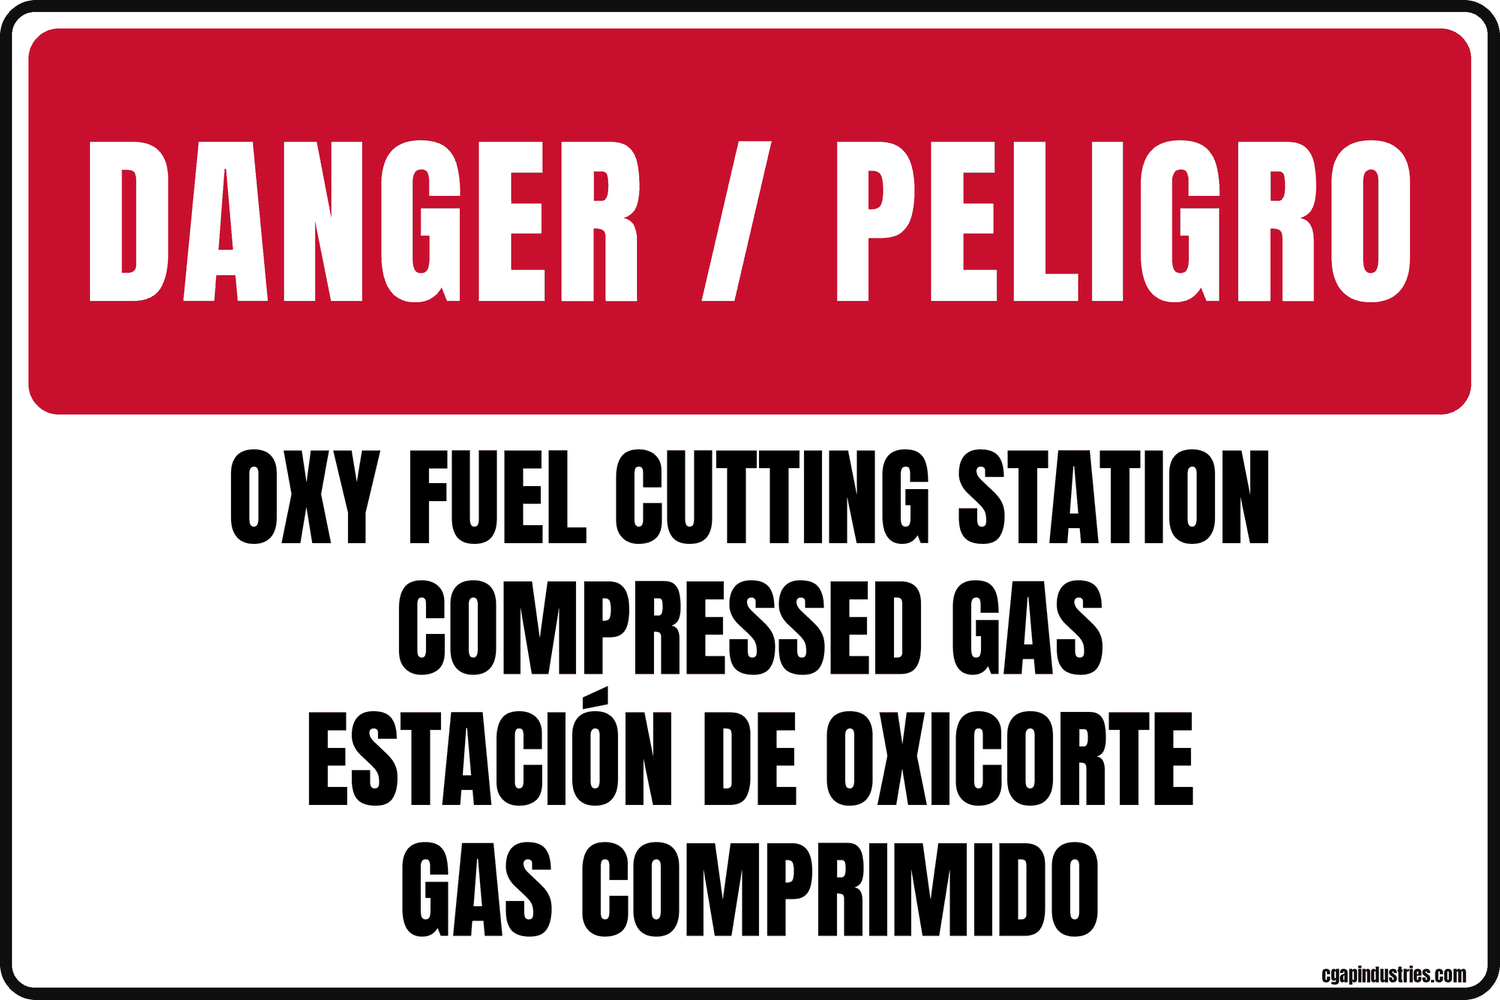 DANGER / PELIGRO
OXY FUEL CUTTING STATION
COMPRESSED GAS
ESTACIÓN DE OXICORTE
GAS COMPRIMIDO
cgapindustries.com